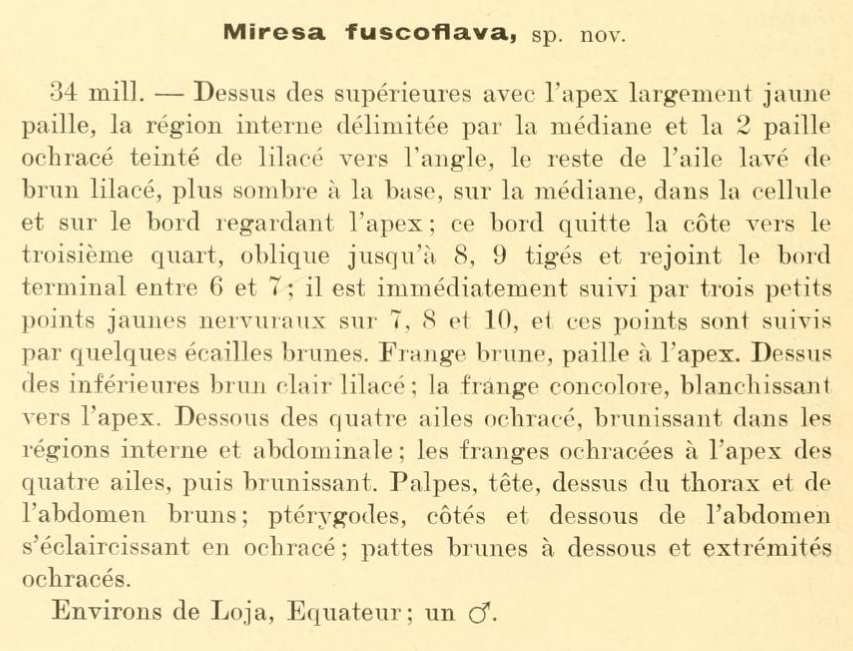 Miresa fuscoflava, sp. nov.
34 mill. — Dessus des supérieures avec l'apex largement jaune
paille, la région interne délimitée par la médiane et la 2 paille
ochracé teinté de lilacé vers l'angle, le reste de l'aile lavé de
brun lilacé, plus sombre à la base, sur la médiane, dans la cellule
et sur le bord regardant l'apex ; ce bord quitte la côte vers le
troisième quart, oblique jusqu'à 8, 9 tigés et rejoint le bord
terminal entre 6 et 7 ; il est immédiatement suivi par trois petits
points jaunes nervuraux sur 7, 8 et 10, et ces points sont suivis
par quelques écailles brunes. Frange brune, paille à l'apex. Dessus
des inférieures brun clair lilacé ; la frange concolore, blanchissant
vers l'apex. Dessous des quatre ailes ochracé, brunissant dans les
régions interne et abdominale ; les franges ochracées à l'apex des
quatre ailes, puis brunissant. Palpes, tête, dessus du thorax et de
l'abdomen bruns ; ptérygodes, côtés et dessous de l'abdomen
s'éclaircissant en ochracé ; pattes brunes à dessous et extrémités
ochracés.
Environs de Loja, Equateur ; un ♂.